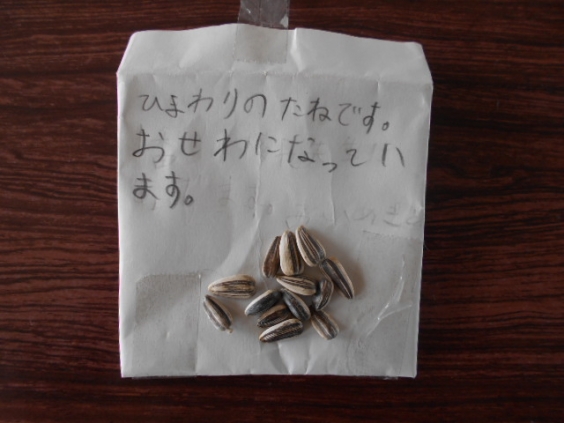 ひまわりのたねです。
おせわになってい
ます。